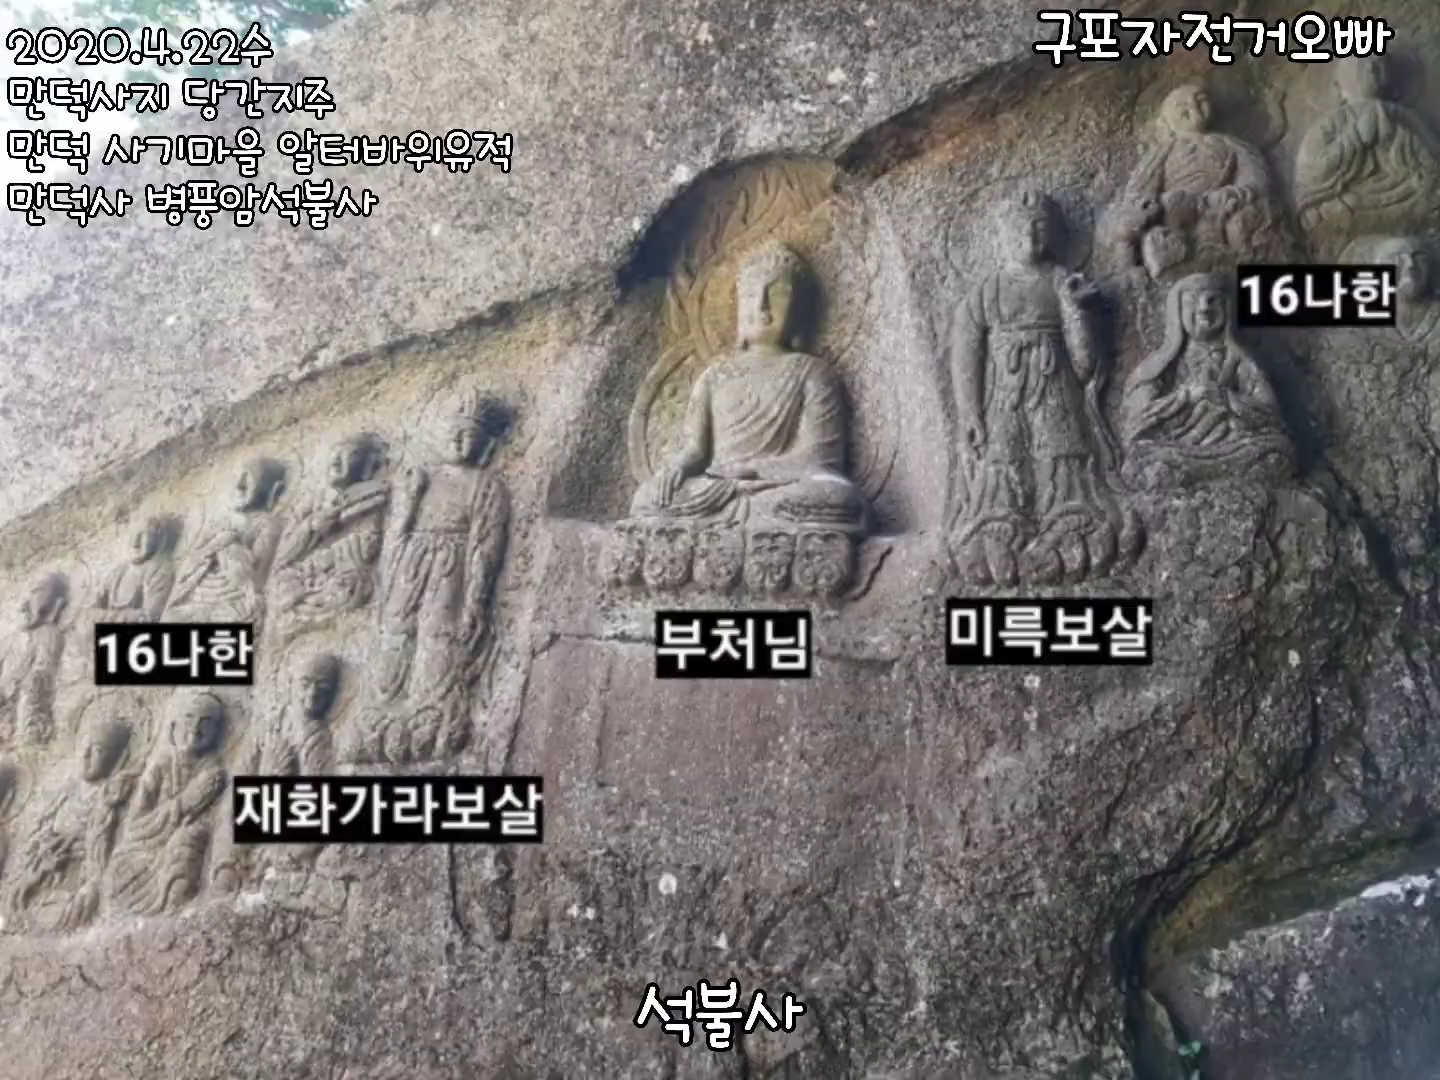 2020.4.22수
만덕사지 당간지주
만덕 사기마을 알터바위유적
만덕사 병풍암석불사
구포자전거오빠
16나한
16나한
부처님
미륵보살
재화가라보살
석불사